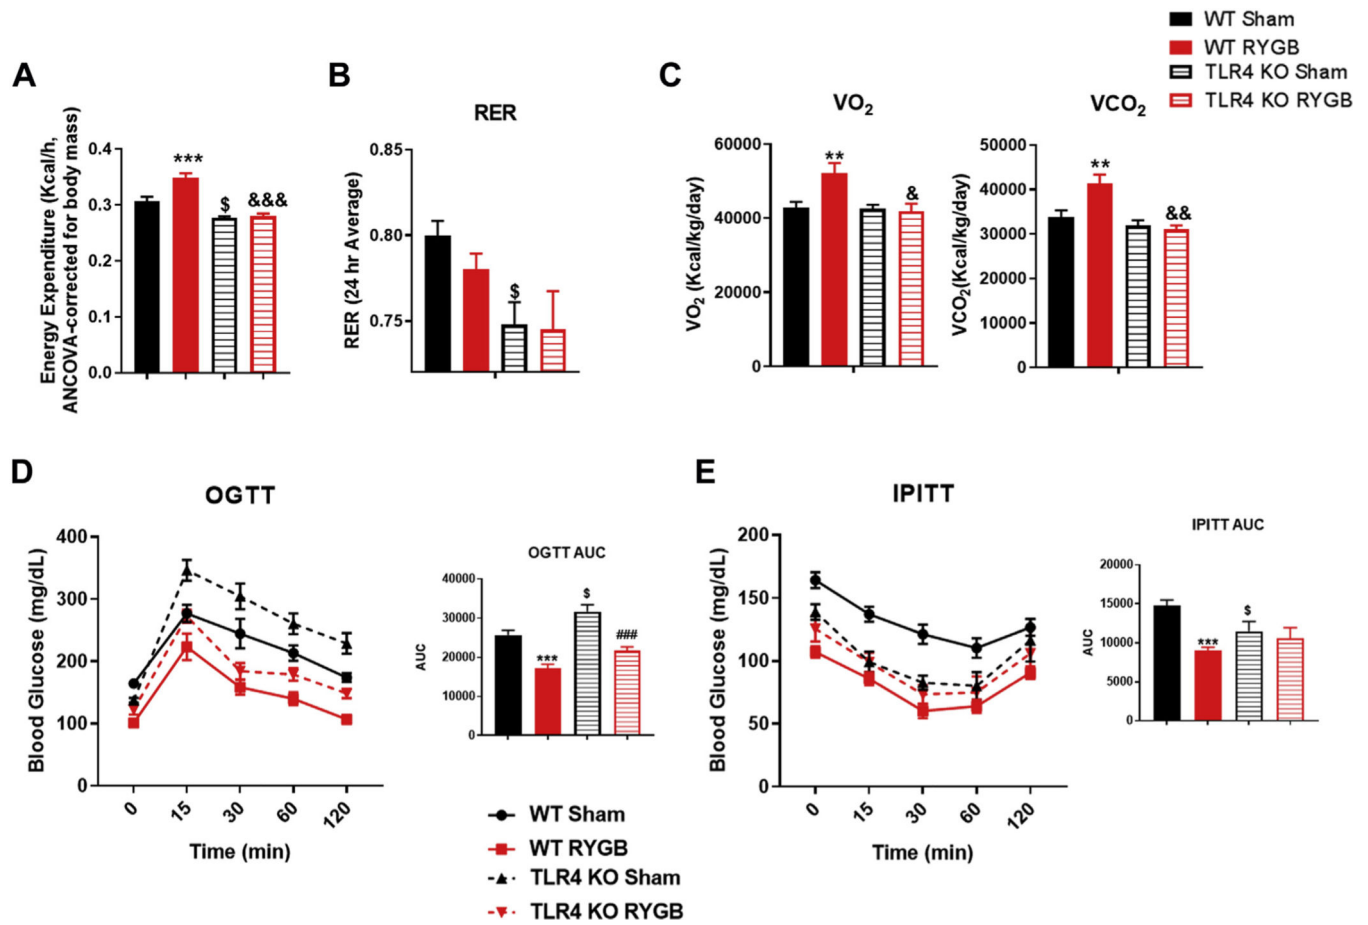 WT Sham
WT RYGB
TLR4 KO Sham
TLR4 KO RYGB
A
Energy Expenditure (Kcal/h,
ANCOVA-corrected for body mass)
0.4
0.3
0.2
0.1
0.0
***
$
&&&
B
RER
RER (24 hr Average)
0.85
0.80
0.75
$
C
VO2
VO2 (Kcal/kg/day)
60000
40000
20000
0
**
&
VCO2
VCO2(Kcal/kg/day)
50000
40000
30000
20000
10000
0
**
&&
D
OGTT
Blood Glucose (mg/dL)
400
300
200
100
0
0
15
30
60
120
Time (min)
OGTT AUC
AUC
40000
30000
20000
10000
0
***
$
###
WT Sham
WT RYGB
TLR4 KO Sham
TLR4 KO RYGB
E
IPITT
Blood Glucose (mg/dL)
200
150
100
50
0
0
15
30
60
120
Time (min)
IPITT AUC
AUC
20000
15000
10000
5000
0
***
$